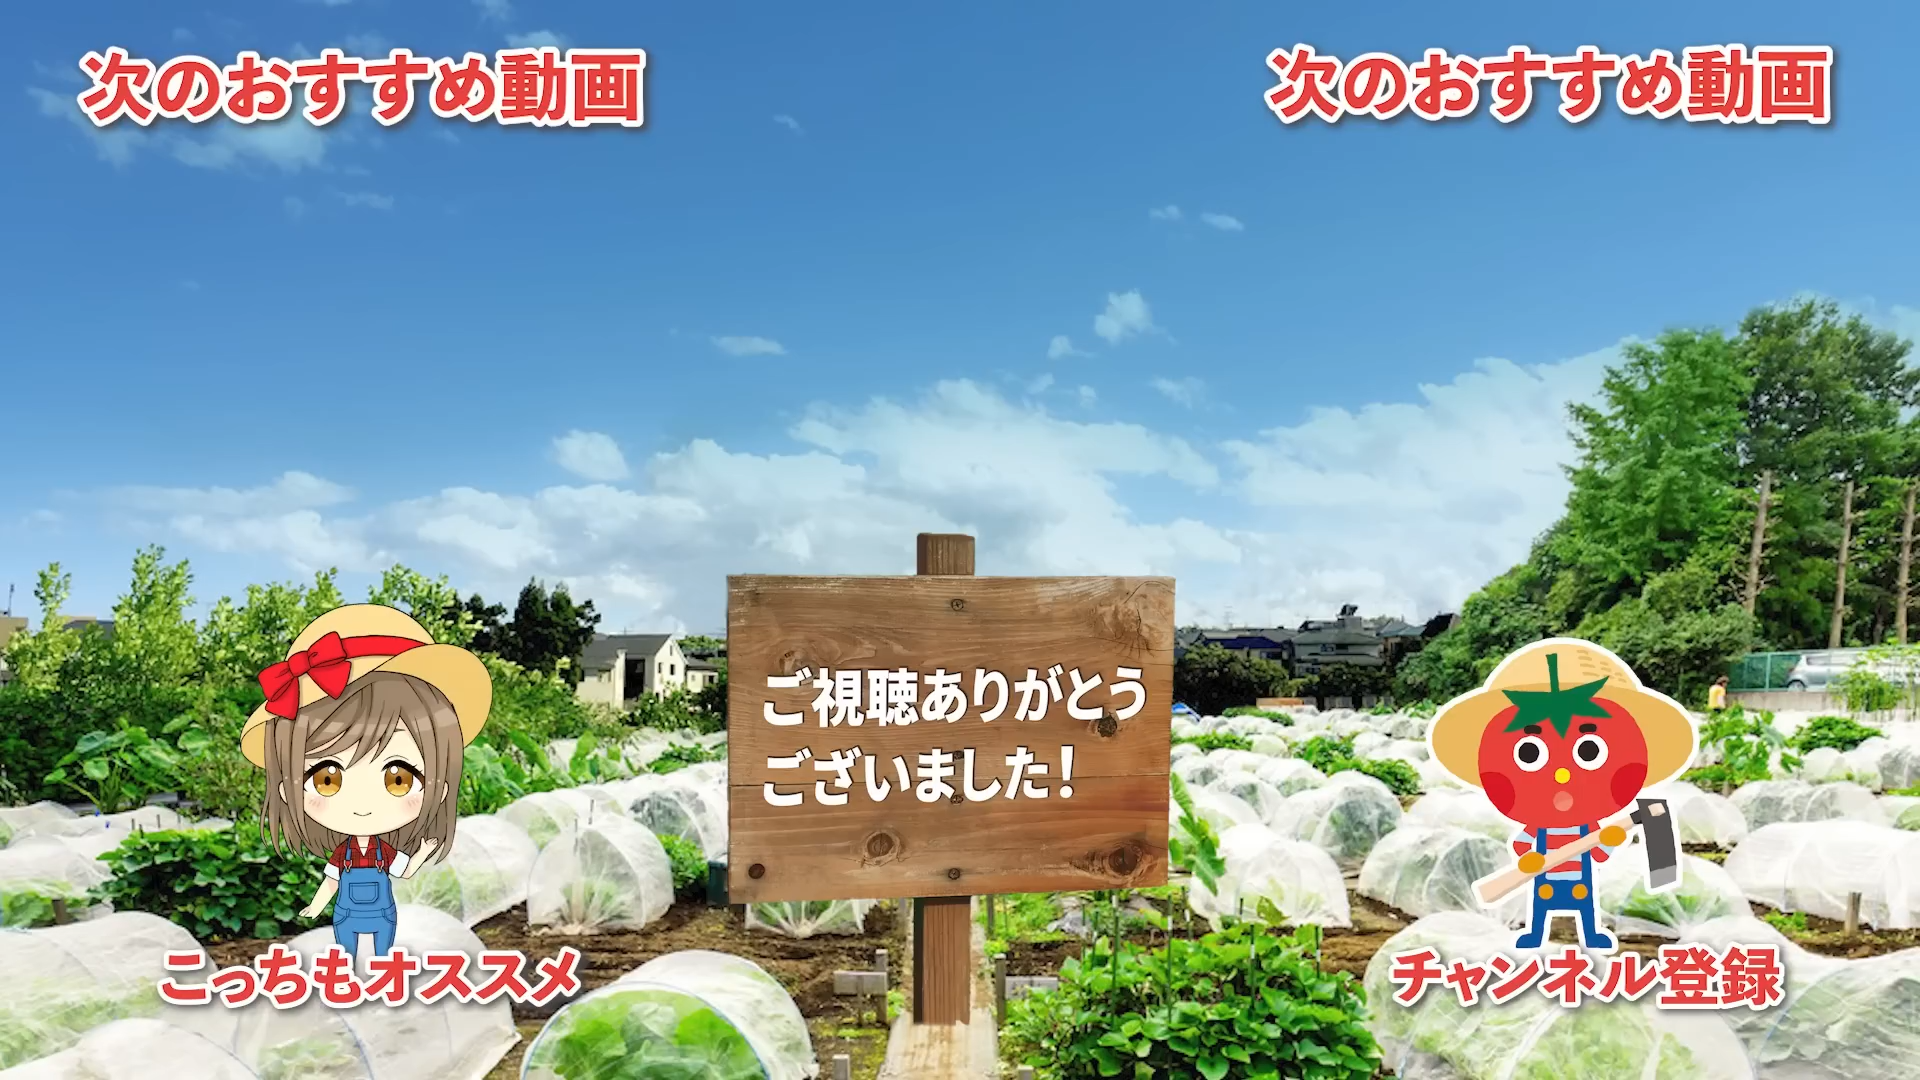 次のおすすめ動画
次のおすすめ動画
ご視聴ありがとう
ございました!
こっちもオススメ
チャンネル登録